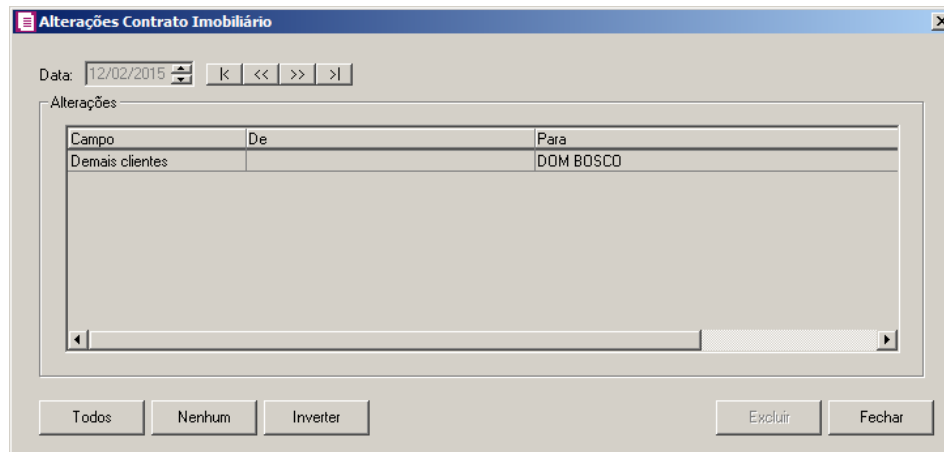 Alterações Contrato Imobiliário
Data: 12/02/2015 |< << >> >|
Alterações
Campo De Para
Demais clientes DOM BOSCO
Todos Nenhum Inverter Excluir Fechar